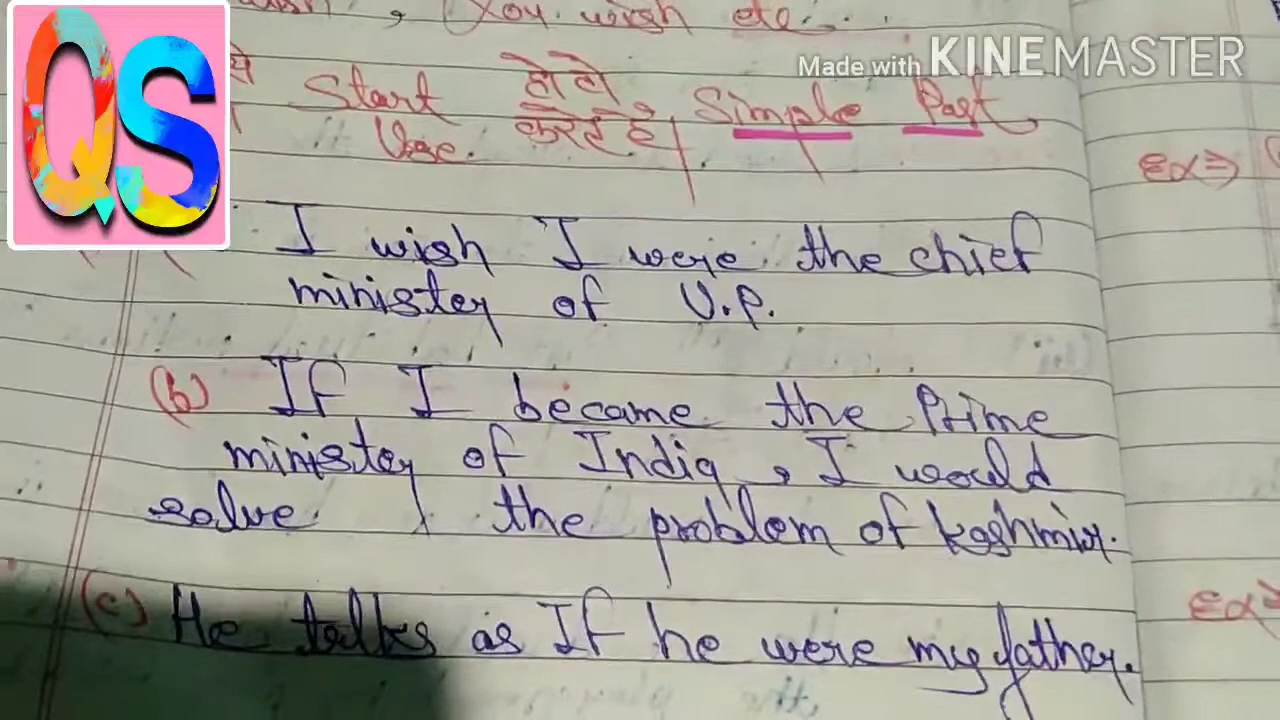 , You wish etc...
QS
Made with KINEMASTER
से Start होतो Simple Past
Use करते है।
Ex⇒
I wish I were the chief
minister of U.P.
(b) If I became the Prime
minister of India, I would
solve the problem of Kashmir.
(c) He talks as If he were my father.
Ex⇒
the